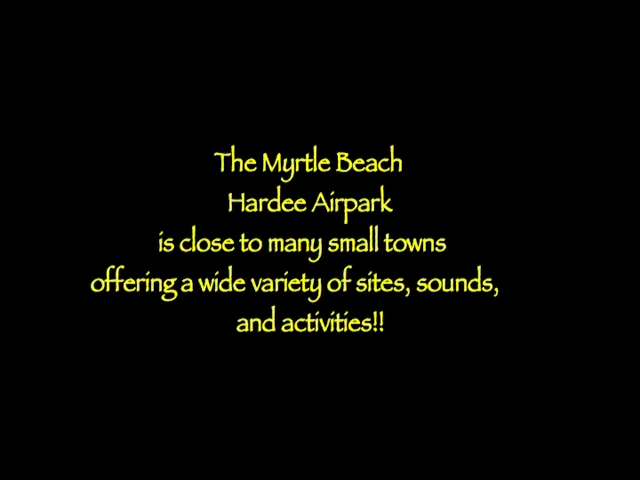 The Myrtle Beach
Hardee Airpark
is close to many small towns
offering a wide variety of sites, sounds,
and activities!!